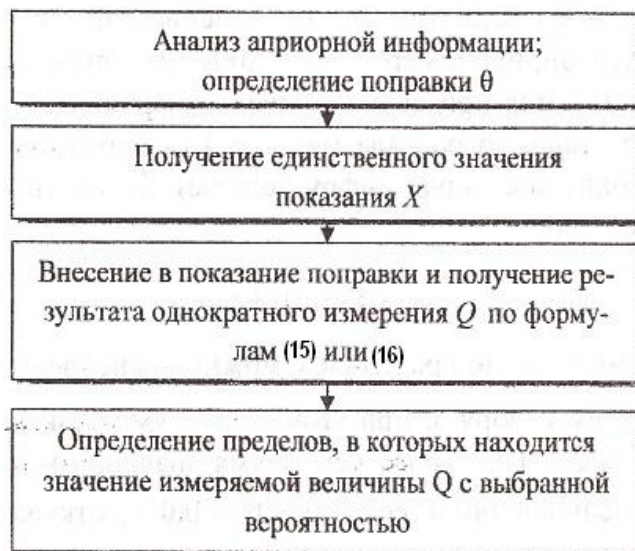 Анализ априорной информации;
определение поправки θ
Получение единственного значения
показания X
Внесение в показание поправки и получение ре-
зультата однократного измерения Q по форму-
лам (15) или (16)
Определение пределов, в которых находится
значение измеряемой величины Q с выбранной
вероятностью